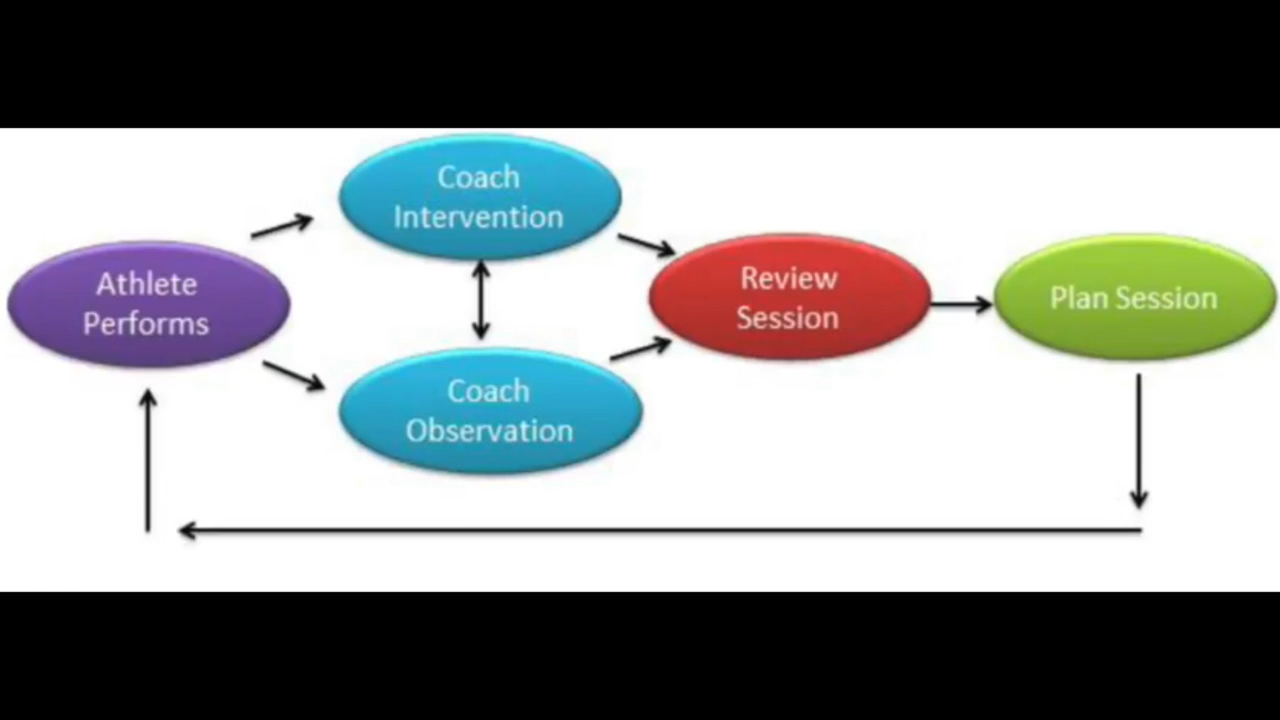 Athlete
Performs
Coach
Intervention
Coach
Observation
Review
Session
Plan Session